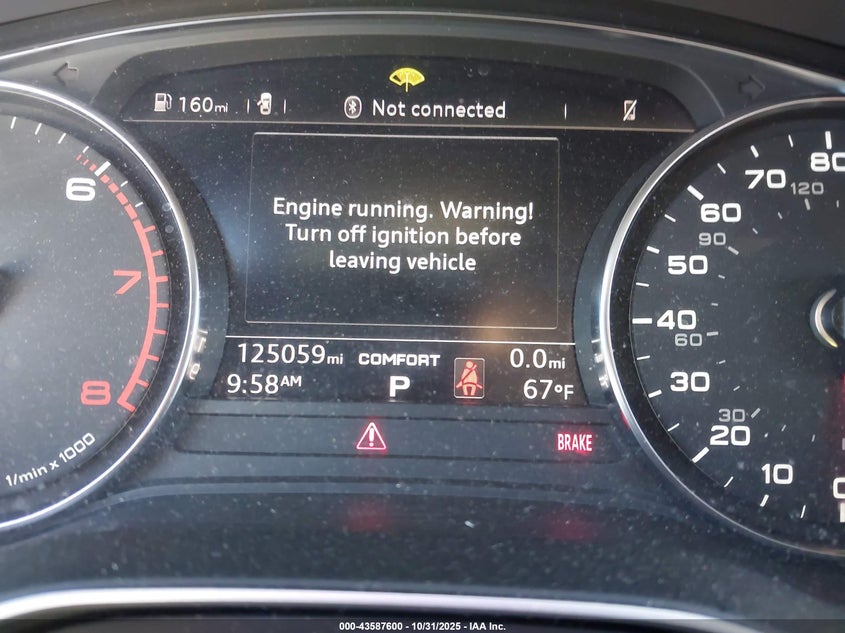 160mi
Not connected
Engine running. Warning!
Turn off ignition before
leaving vehicle
125059mi COMFORT 0.0mi
9:58AM P 67°F
BRAKE
6
7
8
1/min x 1000
80
70
120
60
90
50
40
60
30
30
20
10
0
000-43587600 - 10/31/2025 - IAA Inc.